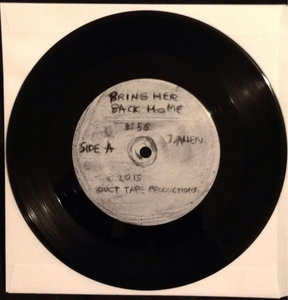 BRING HER
BACK HOME
3:58
SIDE A
J. ALLEN
© 2015
DUCT TAPE PRODUCTIONS